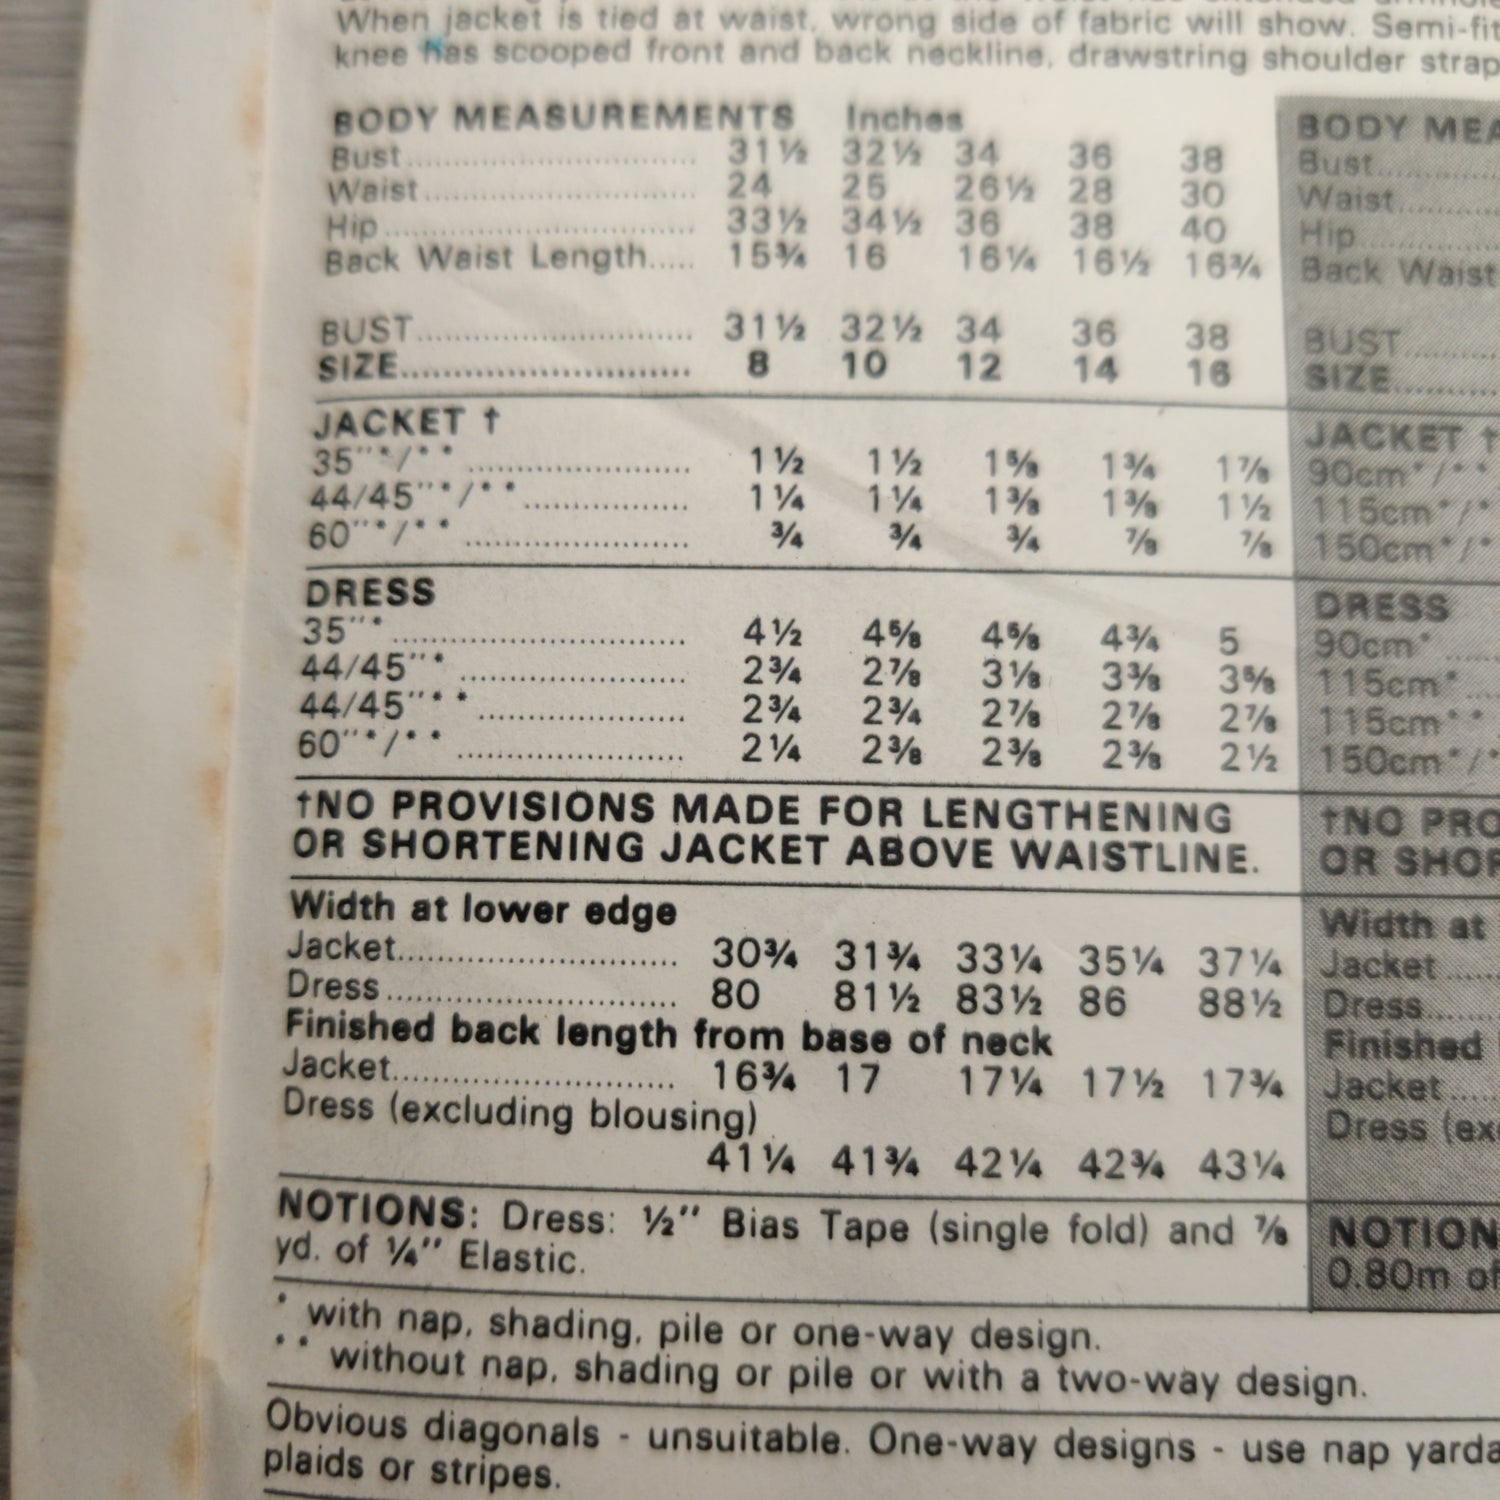 When jacket is tied at waist, wrong side of fabric will show. Semi-fit
knee has scooped front and back neckline, drawstring shoulder strap
BODY MEASUREMENTS Inches
Bust 31½ 32½ 34 36 38
Waist 24 25 26½ 28 30
Hip 33½ 34½ 36 38 40
Back Waist Length 15¾ 16 16¼ 16½ 16¾
BUST 31½ 32½ 34 36 38
SIZE 8 10 12 14 16
JACKET †
35"*/** 1½ 1½ 1⅝ 1¾ 1⅞
44/45"*/** 1¼ 1¼ 1⅜ 1⅜ 1½
60"*/** ¾ ¾ ¾ ⅞ ⅞
DRESS
35"* 4½ 4⅝ 4⅝ 4¾ 5
44/45"* 2¾ 2⅞ 3⅛ 3⅜ 3⅝
44/45"** 2¾ 2¾ 2⅞ 2⅞ 2⅞
60"*/** 2¼ 2⅜ 2⅜ 2⅜ 2½
†NO PROVISIONS MADE FOR LENGTHENING
OR SHORTENING JACKET ABOVE WAISTLINE.
Width at lower edge
Jacket 30¾ 31¾ 33¼ 35¼ 37¼
Dress 80 81½ 83½ 86 88½
Finished back length from base of neck
Jacket 16¾ 17 17¼ 17½ 17¾
Dress (excluding blousing)
41¼ 41¾ 42¼ 42¾ 43¼
NOTIONS: Dress: ½" Bias Tape (single fold) and ⅞
yd. of ¼" Elastic.
* with nap, shading, pile or one-way design.
** without nap, shading or pile or with a two-way design.
Obvious diagonals - unsuitable. One-way designs - use nap yarda
plaids or stripes.
BODY MEA
Bust
Waist
Hip
Back Waist
BUST
SIZE
JACKET †
90cm*/**
115cm*/*
150cm*/*
DRESS
90cm*
115cm*
115cm**
150cm*/*
†NO PRO
OR SHOR
Width at
Jacket
Dress
Finished
Jacket
Dress (ex
NOTION
0.80m of